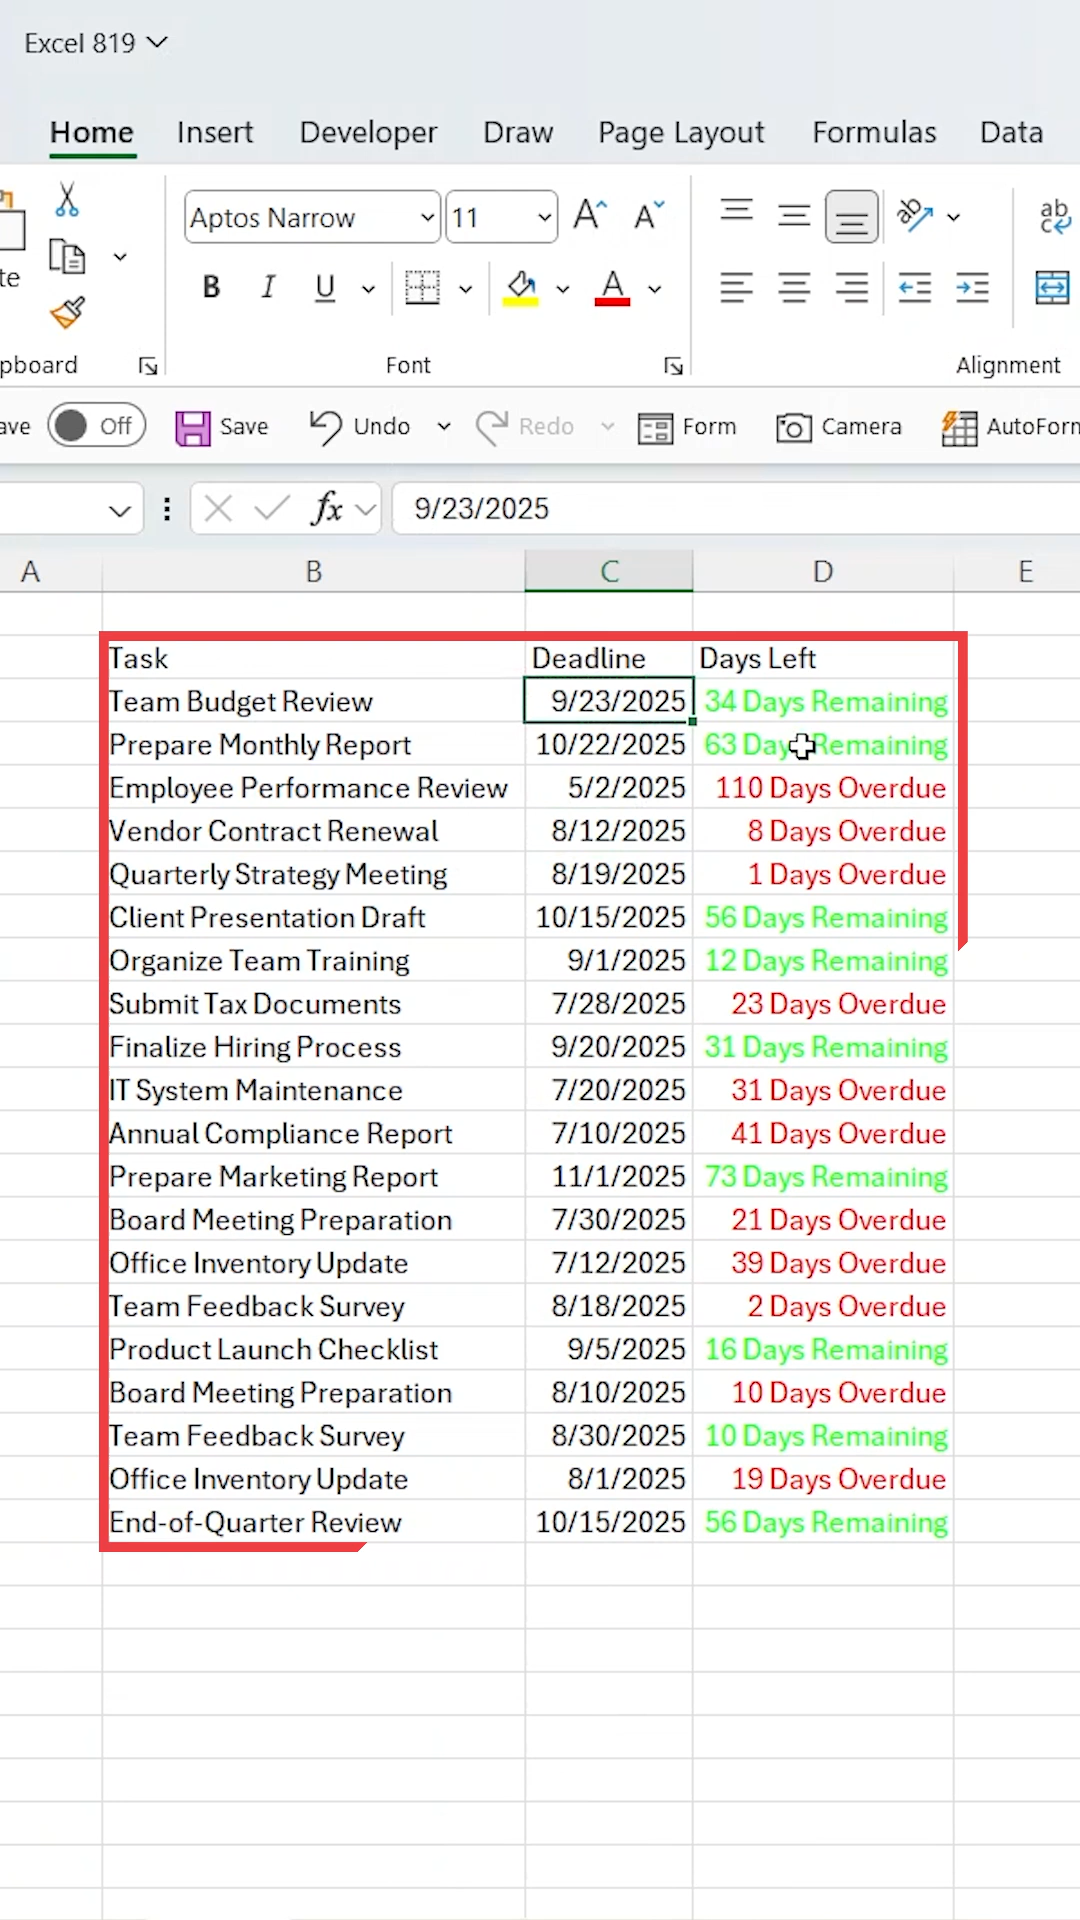 Excel 819
Home Insert Developer Draw Page Layout Formulas Data
Aptos Narrow 11 A A ab ab
te B I U A c
pboard Font Alignment
ave Off Save Undo Redo Form Camera AutoForm
fx 9/23/2025
A B C D E
Task Deadline Days Left
Team Budget Review 9/23/2025 34 Days Remaining
Prepare Monthly Report 10/22/2025 63 Days Remaining
Employee Performance Review 5/2/2025 110 Days Overdue
Vendor Contract Renewal 8/12/2025 8 Days Overdue
Quarterly Strategy Meeting 8/19/2025 1 Days Overdue
Client Presentation Draft 10/15/2025 56 Days Remaining
Organize Team Training 9/1/2025 12 Days Remaining
Submit Tax Documents 7/28/2025 23 Days Overdue
Finalize Hiring Process 9/20/2025 31 Days Remaining
IT System Maintenance 7/20/2025 31 Days Overdue
Annual Compliance Report 7/10/2025 41 Days Overdue
Prepare Marketing Report 11/1/2025 73 Days Remaining
Board Meeting Preparation 7/30/2025 21 Days Overdue
Office Inventory Update 7/12/2025 39 Days Overdue
Team Feedback Survey 8/18/2025 2 Days Overdue
Product Launch Checklist 9/5/2025 16 Days Remaining
Board Meeting Preparation 8/10/2025 10 Days Overdue
Team Feedback Survey 8/30/2025 10 Days Remaining
Office Inventory Update 8/1/2025 19 Days Overdue
End-of-Quarter Review 10/15/2025 56 Days Remaining